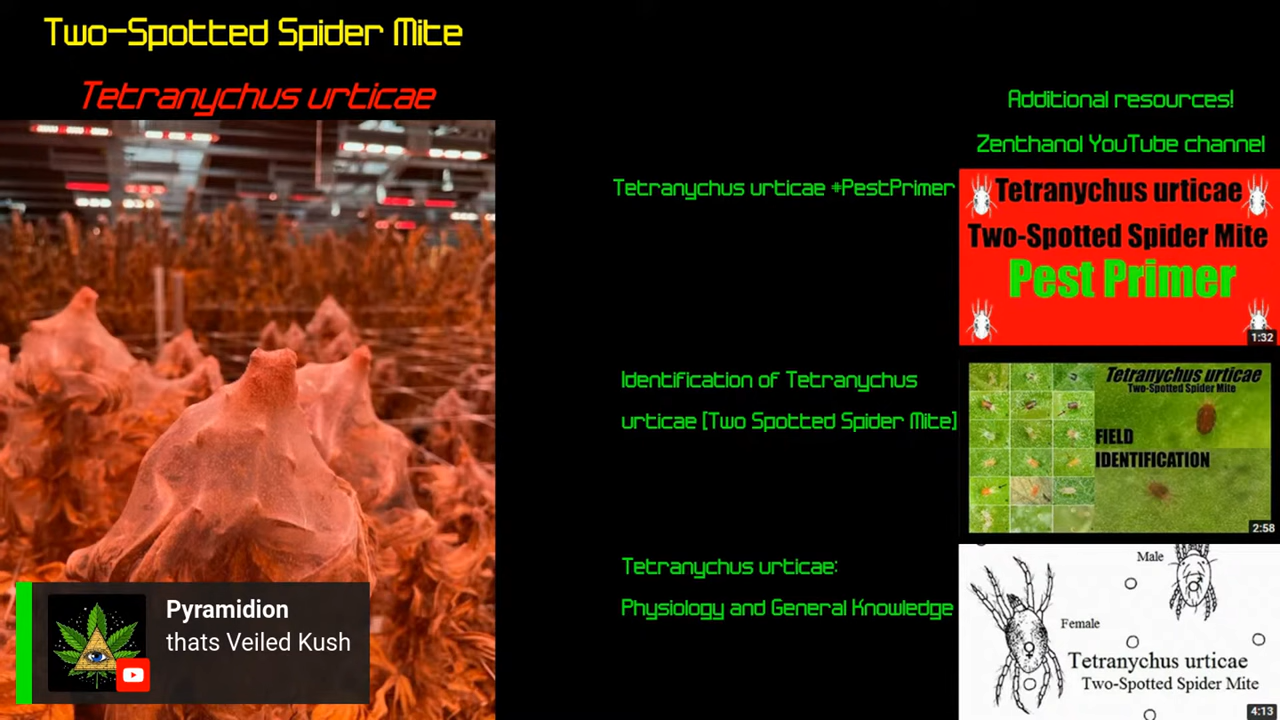 Two-Spotted Spider Mite
Tetranychus urticae
Additional resources!
Zenthanol YouTube channel
Tetranychus urticae #PestPrimer
Tetranychus urticae
Two-Spotted Spider Mite
Pest Primer
1:32
Identification of Tetranychus
urticae [Two Spotted Spider Mite]
Tetranychus urticae
Two-Spotted Spider Mite
FIELD
IDENTIFICATION
2:58
Tetranychus urticae:
Physiology and General Knowledge
Male
Female
Tetranychus urticae
Two-Spotted Spider Mite
4:13
Pyramidion
thats Veiled Kush